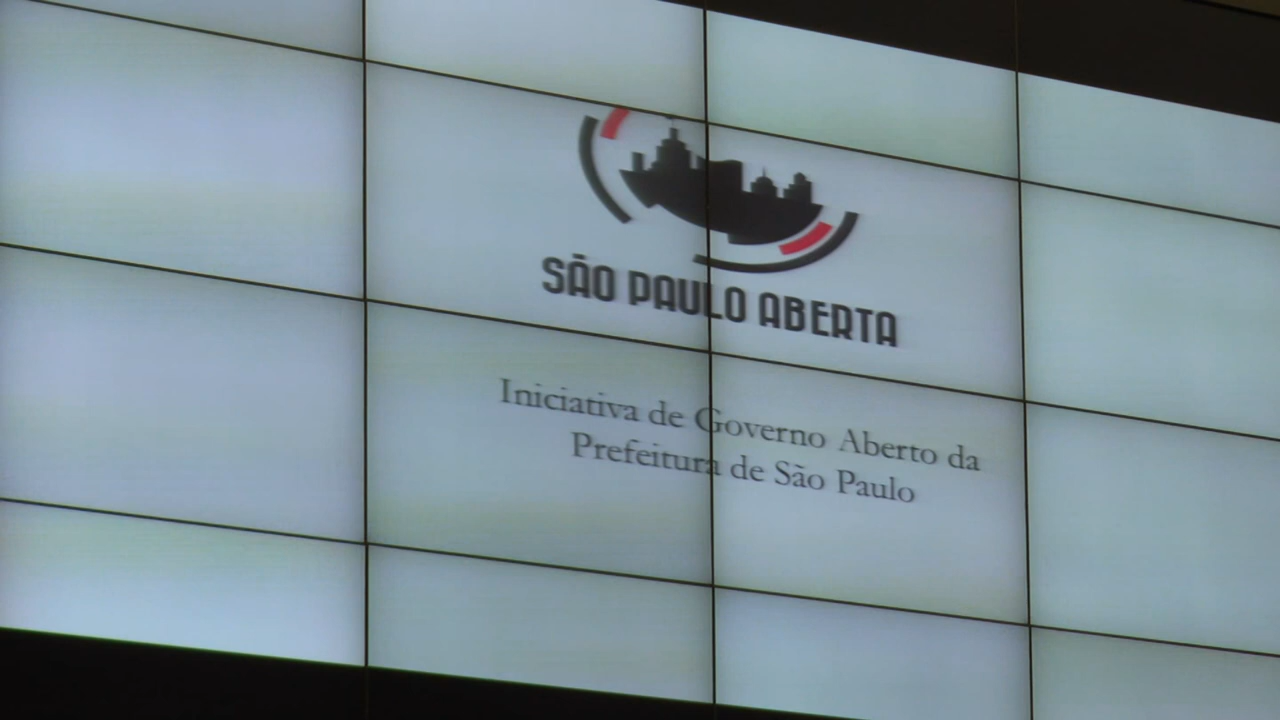 SÃO PAULO ABERTA
Iniciativa de Governo Aberto da
Prefeitura de São Paulo